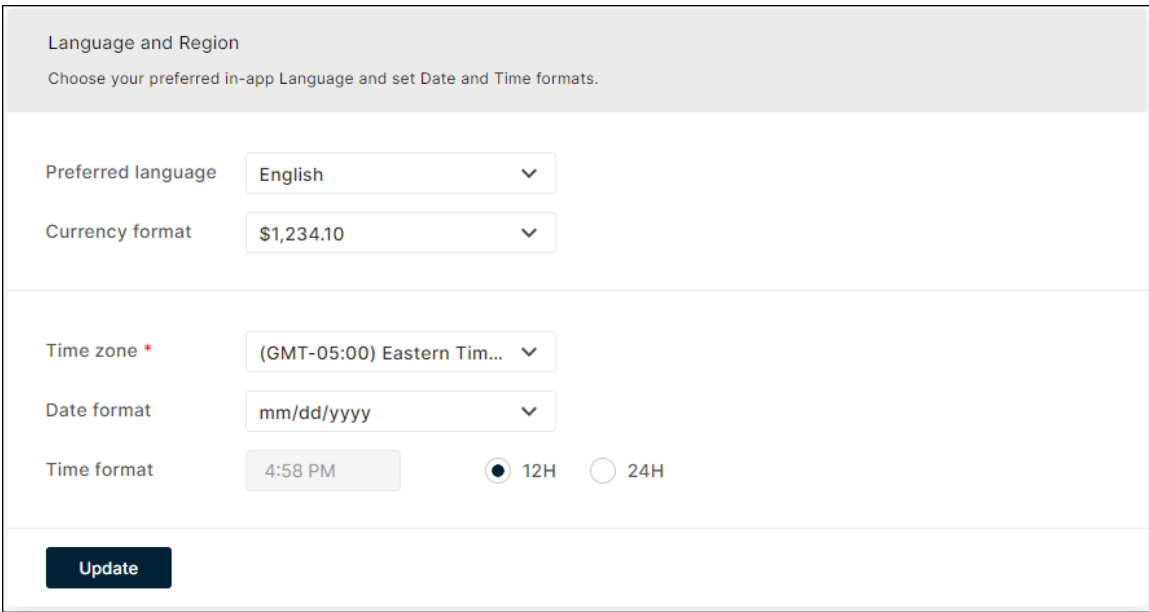 Language and Region
Choose your preferred in-app Language and set Date and Time formats.
Preferred language English
Currency format $1,234.10
Time zone * (GMT-05:00) Eastern Tim...
Date format mm/dd/yyyy
Time format 4:58 PM 12H 24H
Update